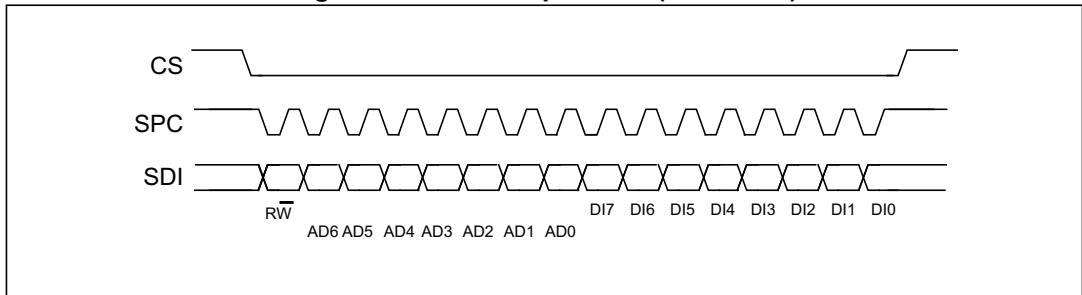 CS
SPC
SDI
RW̅
DI7 DI6 DI5 DI4 DI3 DI2 DI1 DI0
AD6 AD5 AD4 AD3 AD2 AD1 AD0